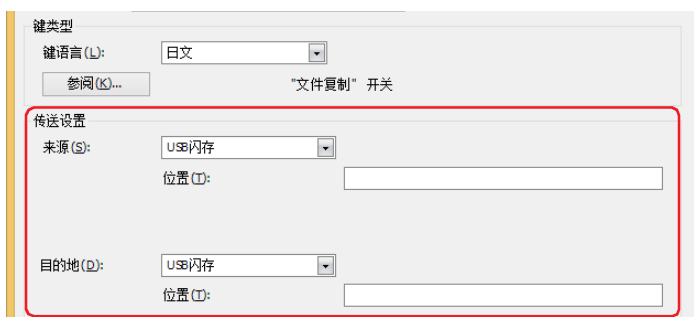 键类型
键语言(L): 日文
参阅(K)... "文件复制" 开关
传送设置
来源(S): USB闪存
位置(T):
目的地(D): USB闪存
位置(T):